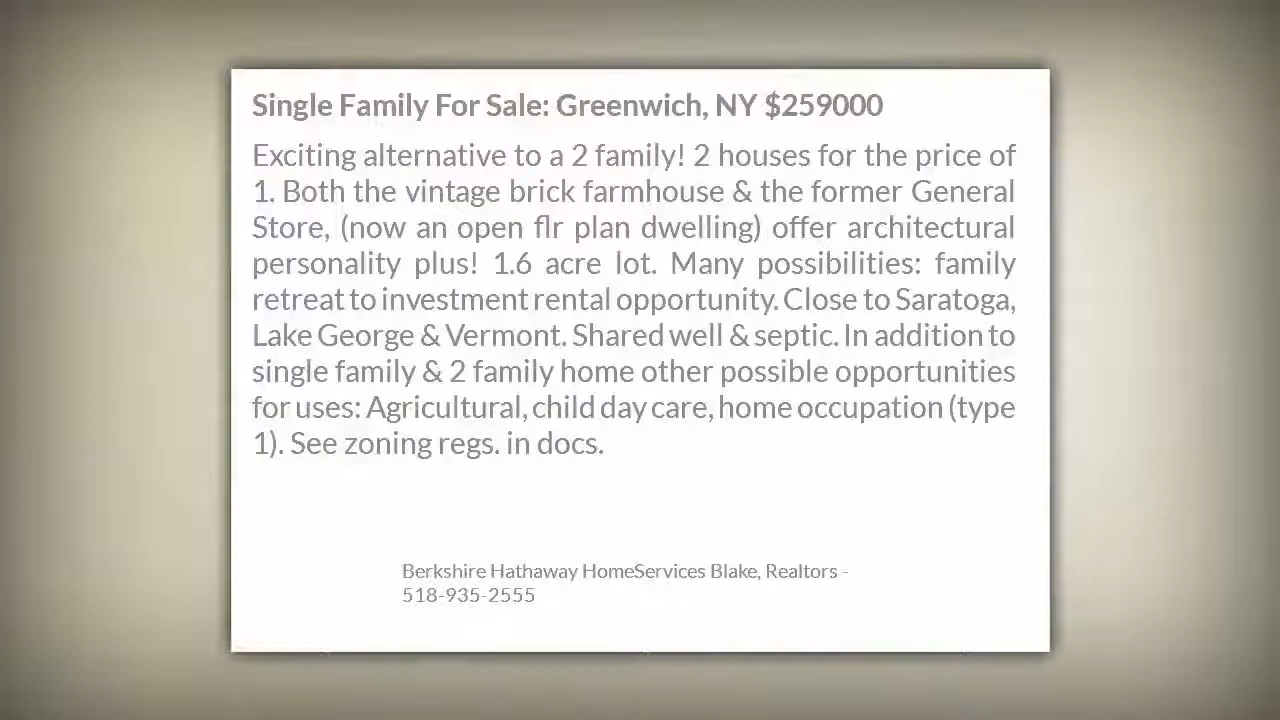 Single Family For Sale: Greenwich, NY $259000
Exciting alternative to a 2 family! 2 houses for the price of
1. Both the vintage brick farmhouse & the former General
Store, (now an open flr plan dwelling) offer architectural
personality plus! 1.6 acre lot. Many possibilities: family
retreat to investment rental opportunity. Close to Saratoga,
Lake George & Vermont. Shared well & septic. In addition to
single family & 2 family home other possible opportunities
for uses: Agricultural, child day care, home occupation (type
1). See zoning regs. in docs.
Berkshire Hathaway HomeServices Blake, Realtors -
518-935-2555